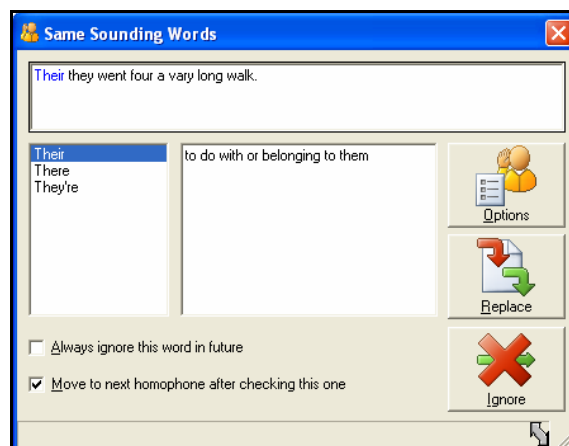 Same Sounding Words
Their they went four a vary long walk.
Their
There
They're
to do with or belonging to them
Options
Replace
Always ignore this word in future
Move to next homophone after checking this one
Ignore